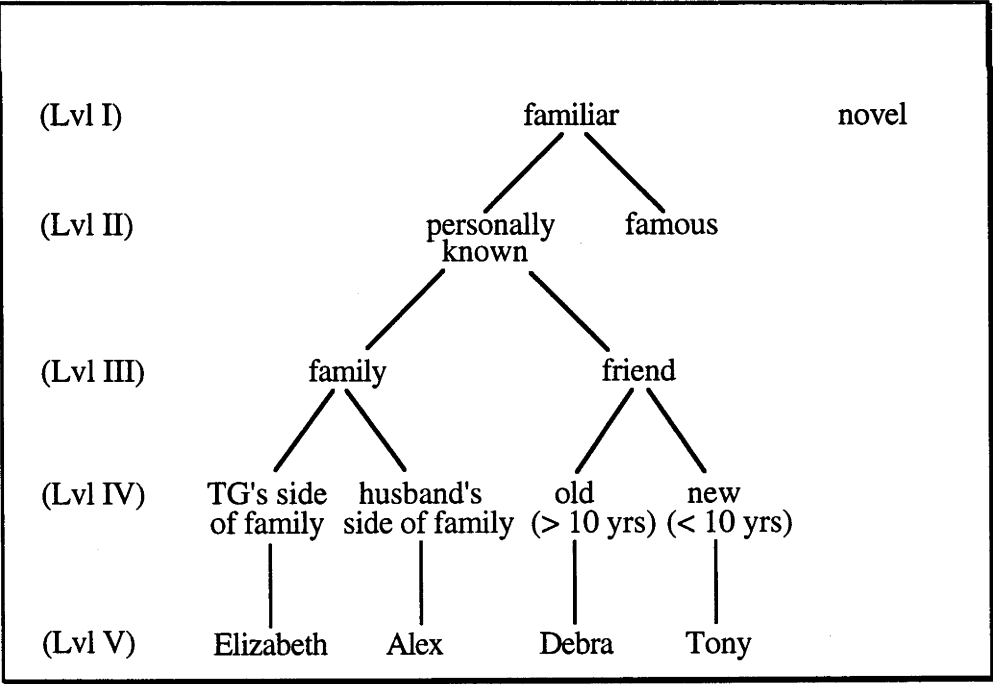 (Lvl I) familiar novel
(Lvl II) personally known famous
(Lvl III) family friend
(Lvl IV) TG's side of family husband's side of family old (> 10 yrs) new (< 10 yrs)
(Lvl V) Elizabeth Alex Debra Tony